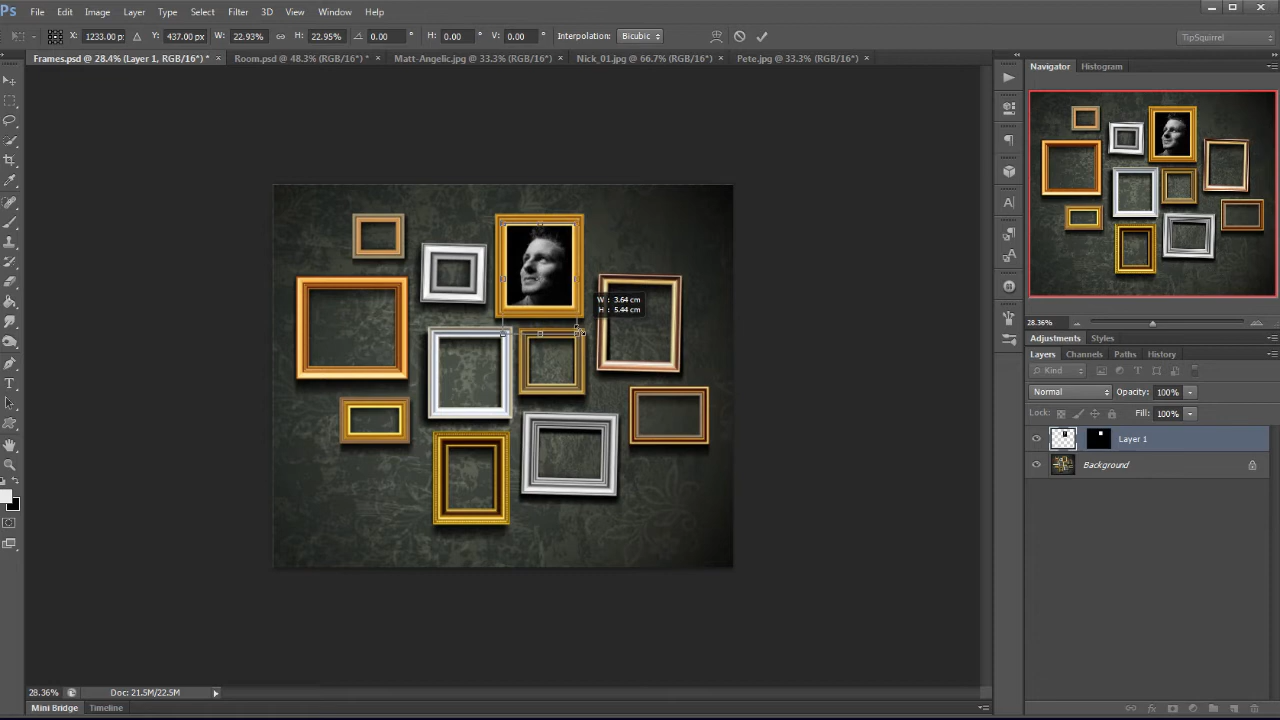 Ps File Edit Image Layer Type Select Filter 3D View Window Help
X: 1233.00 px Y: 437.00 px W: 22.93% H: 22.95% 0.00 ° H: 0.00 ° V: 0.00 ° Interpolation: Bicubic TipSquirrel
Frames.psd @ 28.4% (Layer 1, RGB/16*) * × Room.psd @ 48.3% (RGB/16*) * × Matt-Angelic.jpg @ 33.3% (RGB/16*) × Nick_01.jpg @ 66.7% (RGB/16*) × Pete.jpg @ 33.3% (RGB/16*) ×
Navigator Histogram
W: 3.64 cm
H: 5.44 cm
28.36%
Adjustments Styles
Layers Channels Paths History
Kind
Normal Opacity: 100%
Lock: Fill: 100%
Layer 1
Background
28.36% Doc: 21.5M/22.5M
Mini Bridge Timeline